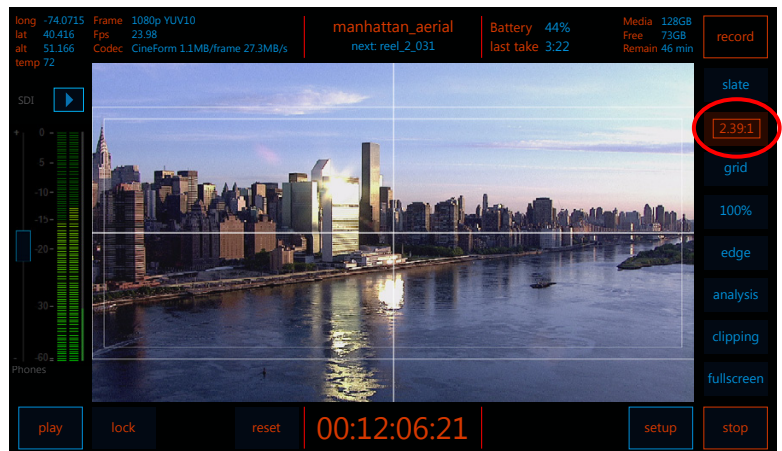 long -74.0715
lat 40.416
alt 51.166
temp 72
Frame 1080p YUV10
Fps 23.98
Codec CineForm 1.1MB/frame 27.3MB/s
manhattan_aerial
next: reel_2_031
Battery 44%
last take 3:22
Media 128GB
Free 73GB
Remain 46 min
record
SDI
slate
2.39:1
grid
100%
edge
analysis
clipping
fullscreen
+ 0 -
5 -
-10-
-15-
-20-
30-
- -60-
Phones
play
lock
reset
00:12:06:21
setup
stop